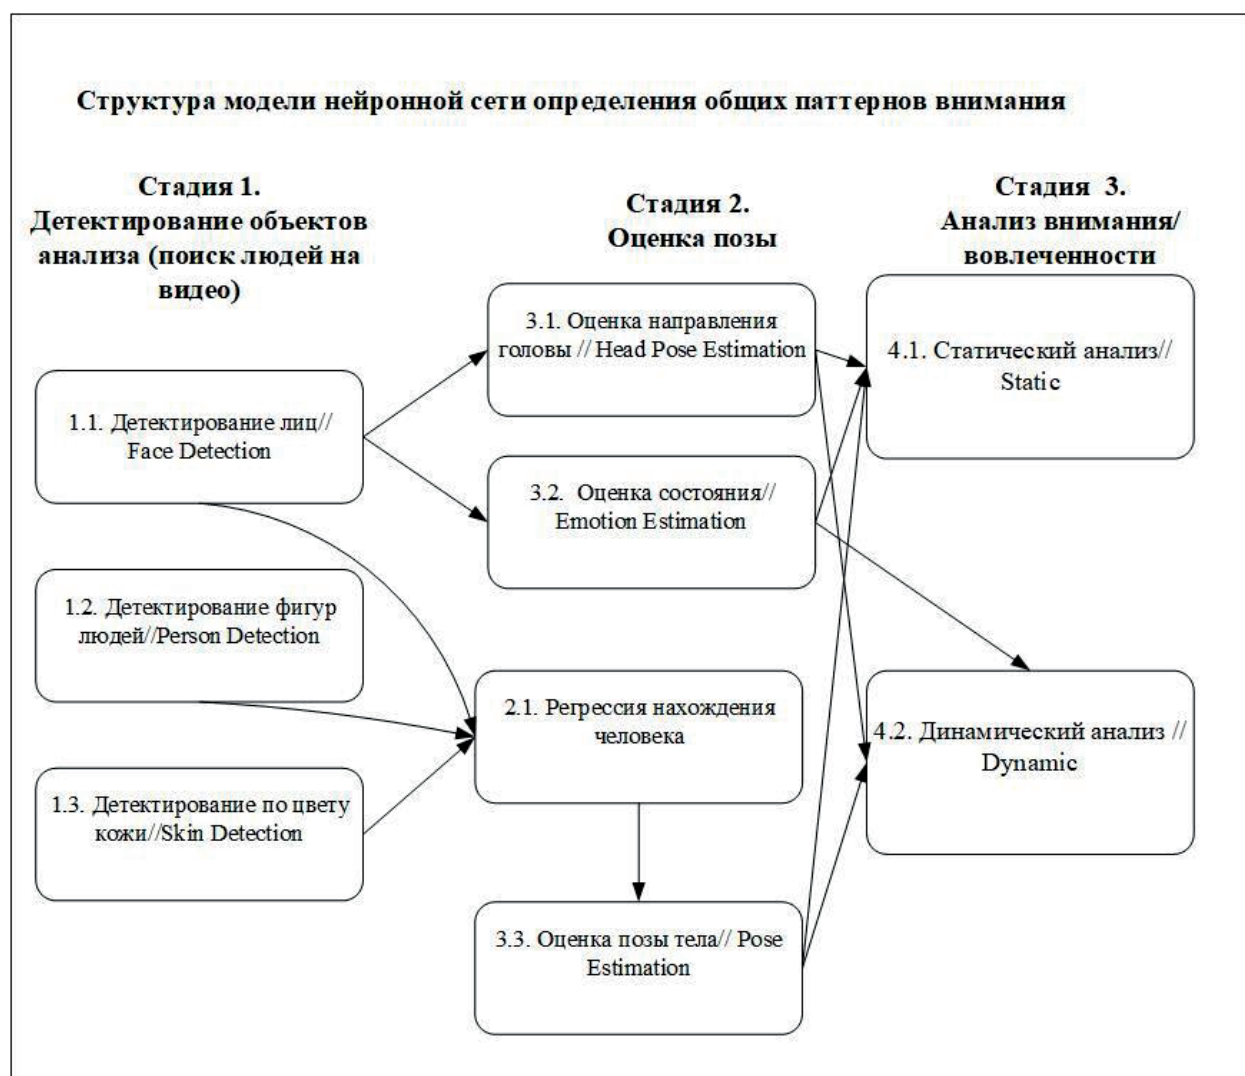 Структура модели нейронной сети определения общих паттернов внимания
Стадия 1.
Детектирование объектов
анализа (поиск людей на
видео)
1.1. Детектирование лиц//
Face Detection
1.2. Детектирование фигур
людей//Person Detection
1.3. Детектирование по цвету
кожи//Skin Detection
Стадия 2.
Оценка позы
3.1. Оценка направления
головы // Head Pose Estimation
3.2. Оценка состояния//
Emotion Estimation
2.1. Регрессия нахождения
человека
3.3. Оценка позы тела// Pose
Estimation
Стадия 3.
Анализ внимания/
вовлеченности
4.1. Статический анализ//
Static
4.2. Динамический анализ //
Dynamic